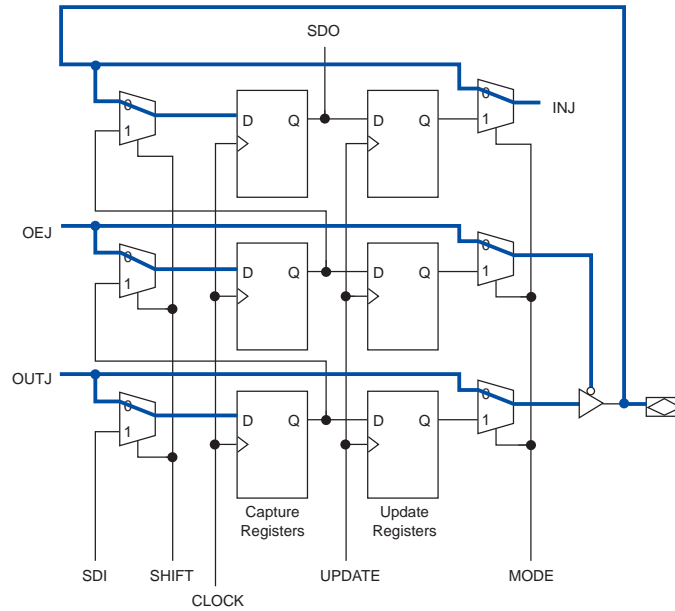 SDO
0
0
INJ
D Q
D Q
1
1
OEJ
0
0
D Q
D Q
1
1
OUTJ
0
0
D Q
D Q
1
1
Capture
Registers
Update
Registers
SDI
SHIFT
UPDATE
MODE
CLOCK